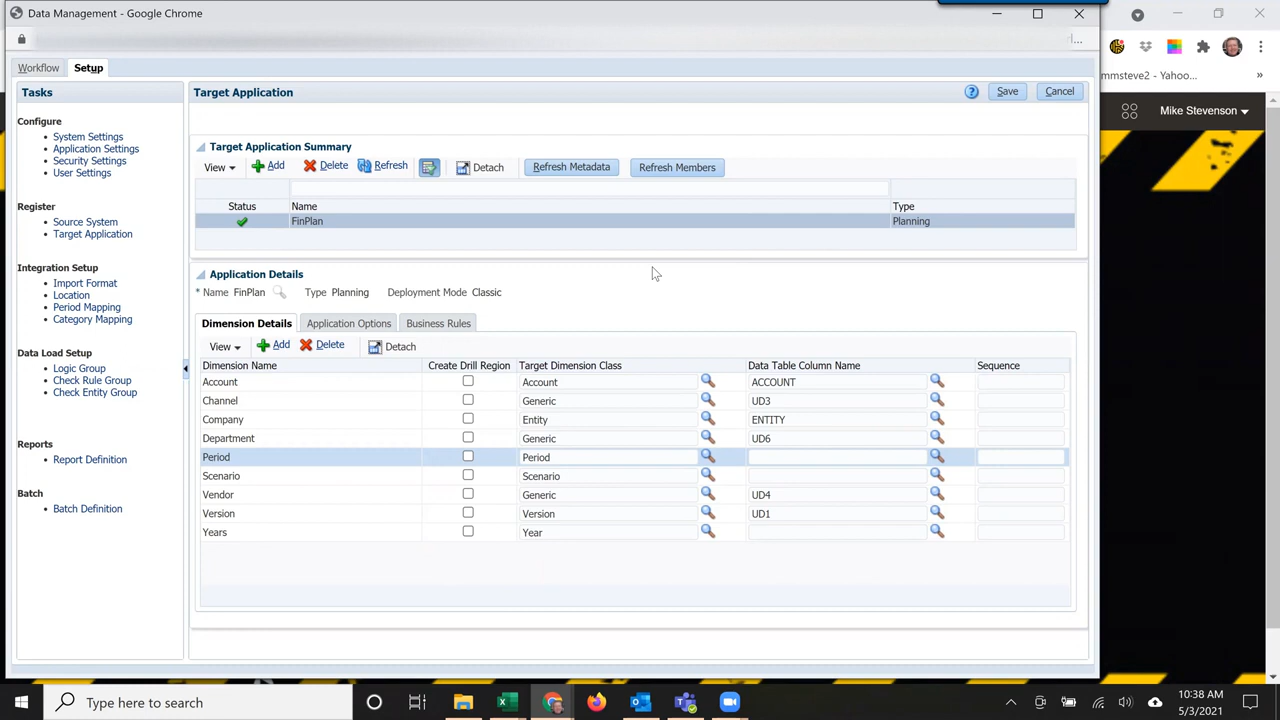 Data Management - Google Chrome
...
mmsteve2 - Yahoo...
»
Workflow
Setup
Mike Stevenson
Tasks
Configure
System Settings
Application Settings
Security Settings
User Settings
Register
Source System
Target Application
Integration Setup
Import Format
Location
Period Mapping
Category Mapping
Data Load Setup
Logic Group
Check Rule Group
Check Entity Group
Reports
Report Definition
Batch
Batch Definition
Target Application
? Save Cancel
Target Application Summary
View Add Delete Refresh Detach Refresh Metadata Refresh Members
Status Name Type
FinPlan Planning
Application Details
* Name FinPlan Type Planning Deployment Mode Classic
Dimension Details Application Options Business Rules
View Add Delete Detach
Dimension Name Create Drill Region Target Dimension Class Data Table Column Name Sequence
Account Account ACCOUNT
Channel Generic UD3
Company Entity ENTITY
Department Generic UD6
Period Period
Scenario Scenario
Vendor Generic UD4
Version Version UD1
Years Year
Type here to search
10:38 AM
5/3/2021